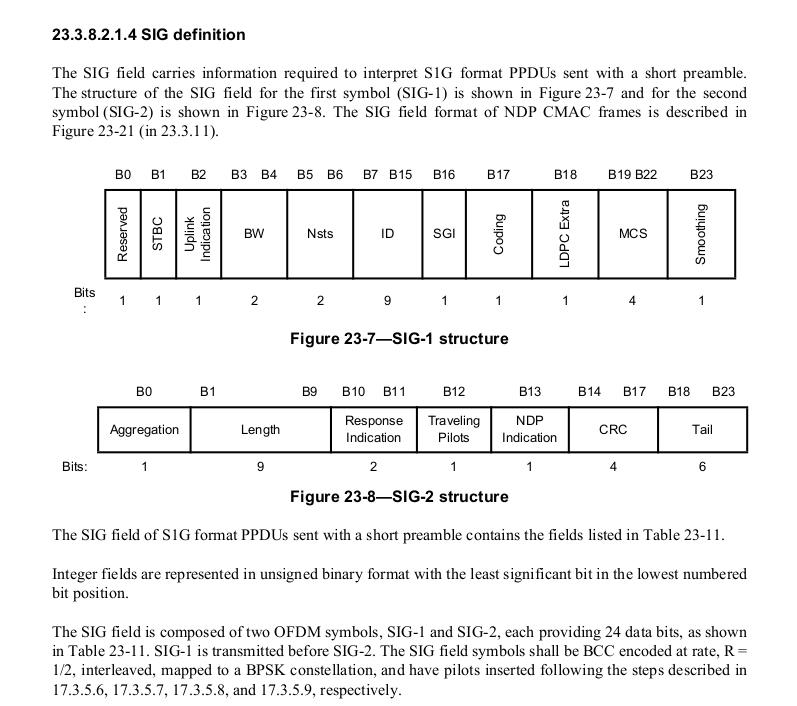 23.3.8.2.1.4 SIG definition
The SIG field carries information required to interpret S1G format PPDUs sent with a short preamble.
The structure of the SIG field for the first symbol (SIG-1) is shown in Figure 23-7 and for the second
symbol (SIG-2) is shown in Figure 23-8. The SIG field format of NDP CMAC frames is described in
Figure 23-21 (in 23.3.11).
B0 B1 B2 B3 B4 B5 B6 B7 B15 B16 B17 B18 B19 B22 B23
Reserved
STBC
Uplink
Indication
BW
Nsts
ID
SGI
Coding
LDPC Extra
MCS
Smoothing
Bits
:
1 1 1 2 2 9 1 1 1 4 1
Figure 23-7—SIG-1 structure
B0 B1 B9 B10 B11 B12 B13 B14 B17 B18 B23
Aggregation
Length
Response
Indication
Traveling
Pilots
NDP
Indication
CRC
Tail
Bits: 1 9 2 1 1 4 6
Figure 23-8—SIG-2 structure
The SIG field of S1G format PPDUs sent with a short preamble contains the fields listed in Table 23-11.
Integer fields are represented in unsigned binary format with the least significant bit in the lowest numbered
bit position.
The SIG field is composed of two OFDM symbols, SIG-1 and SIG-2, each providing 24 data bits, as shown
in Table 23-11. SIG-1 is transmitted before SIG-2. The SIG field symbols shall be BCC encoded at rate, R =
1/2, interleaved, mapped to a BPSK constellation, and have pilots inserted following the steps described in
17.3.5.6, 17.3.5.7, 17.3.5.8, and 17.3.5.9, respectively.